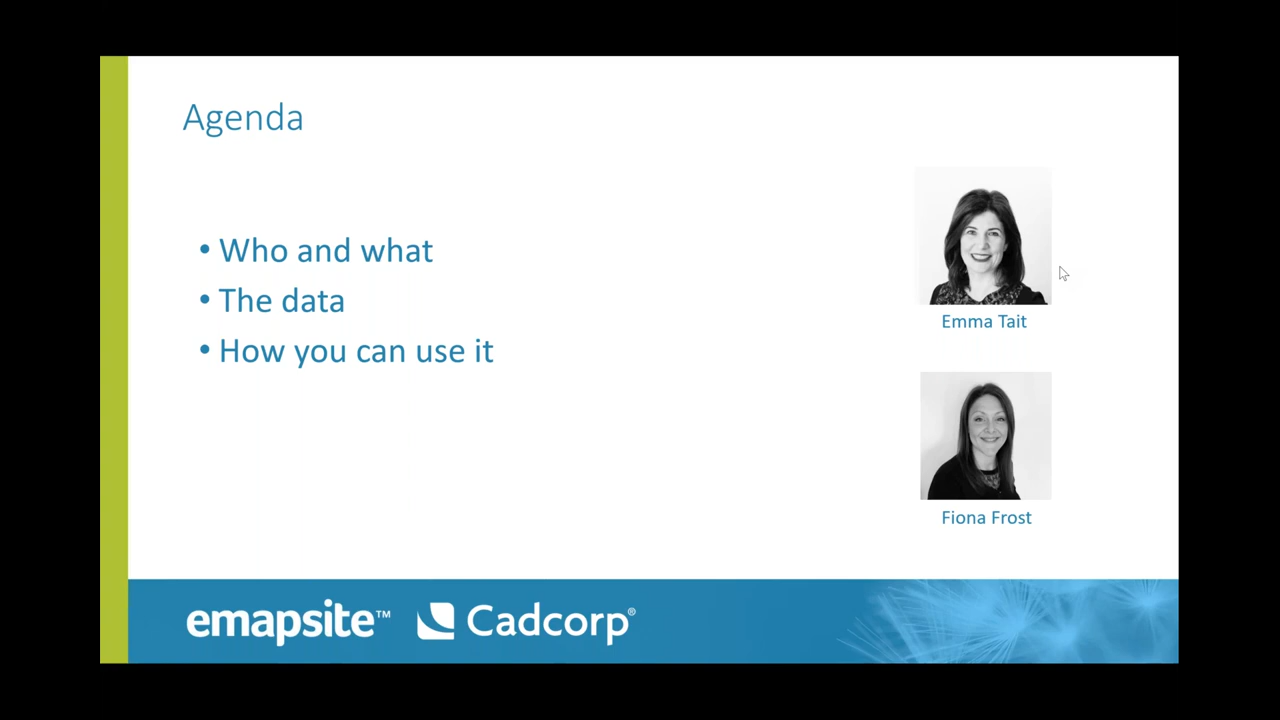 Agenda
• Who and what
• The data
• How you can use it
Emma Tait
Fiona Frost
emapsite™ Cadcorp®